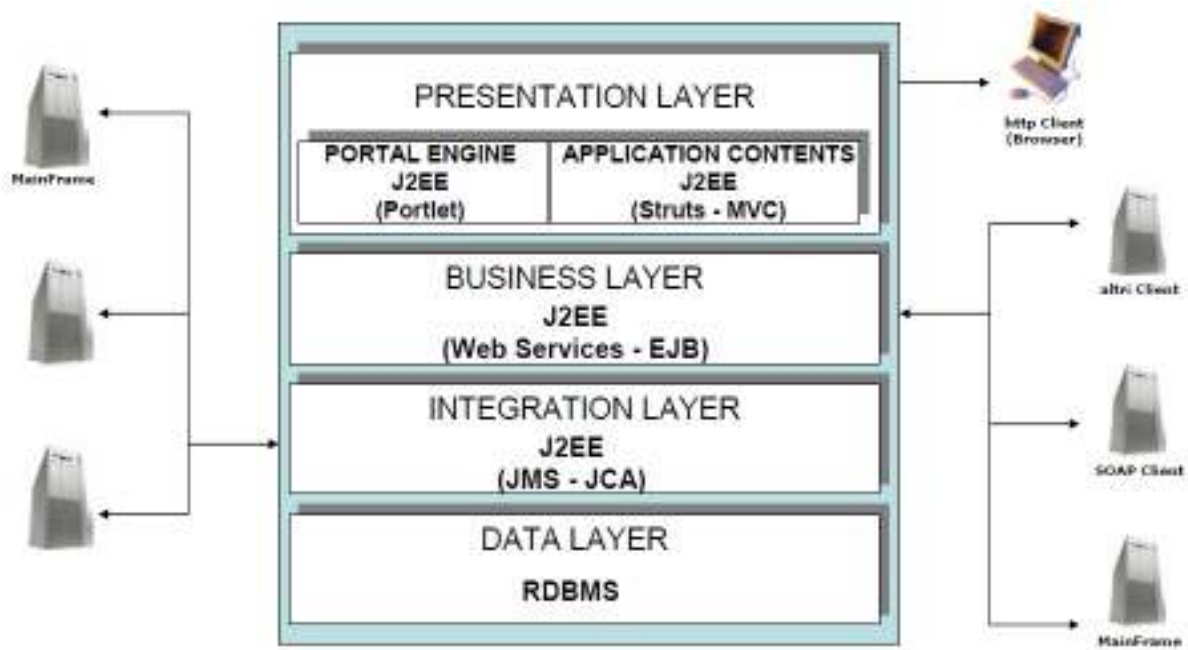 PRESENTATION LAYER
PORTAL ENGINE
J2EE
(Portlet)
APPLICATION CONTENTS
J2EE
(Struts - MVC)
BUSINESS LAYER
J2EE
(Web Services - EJB)
INTEGRATION LAYER
J2EE
(JMS - JCA)
DATA LAYER
RDBMS
MainFrame
http Client
(Browser)
altri Client
SOAP Client
MainFrame